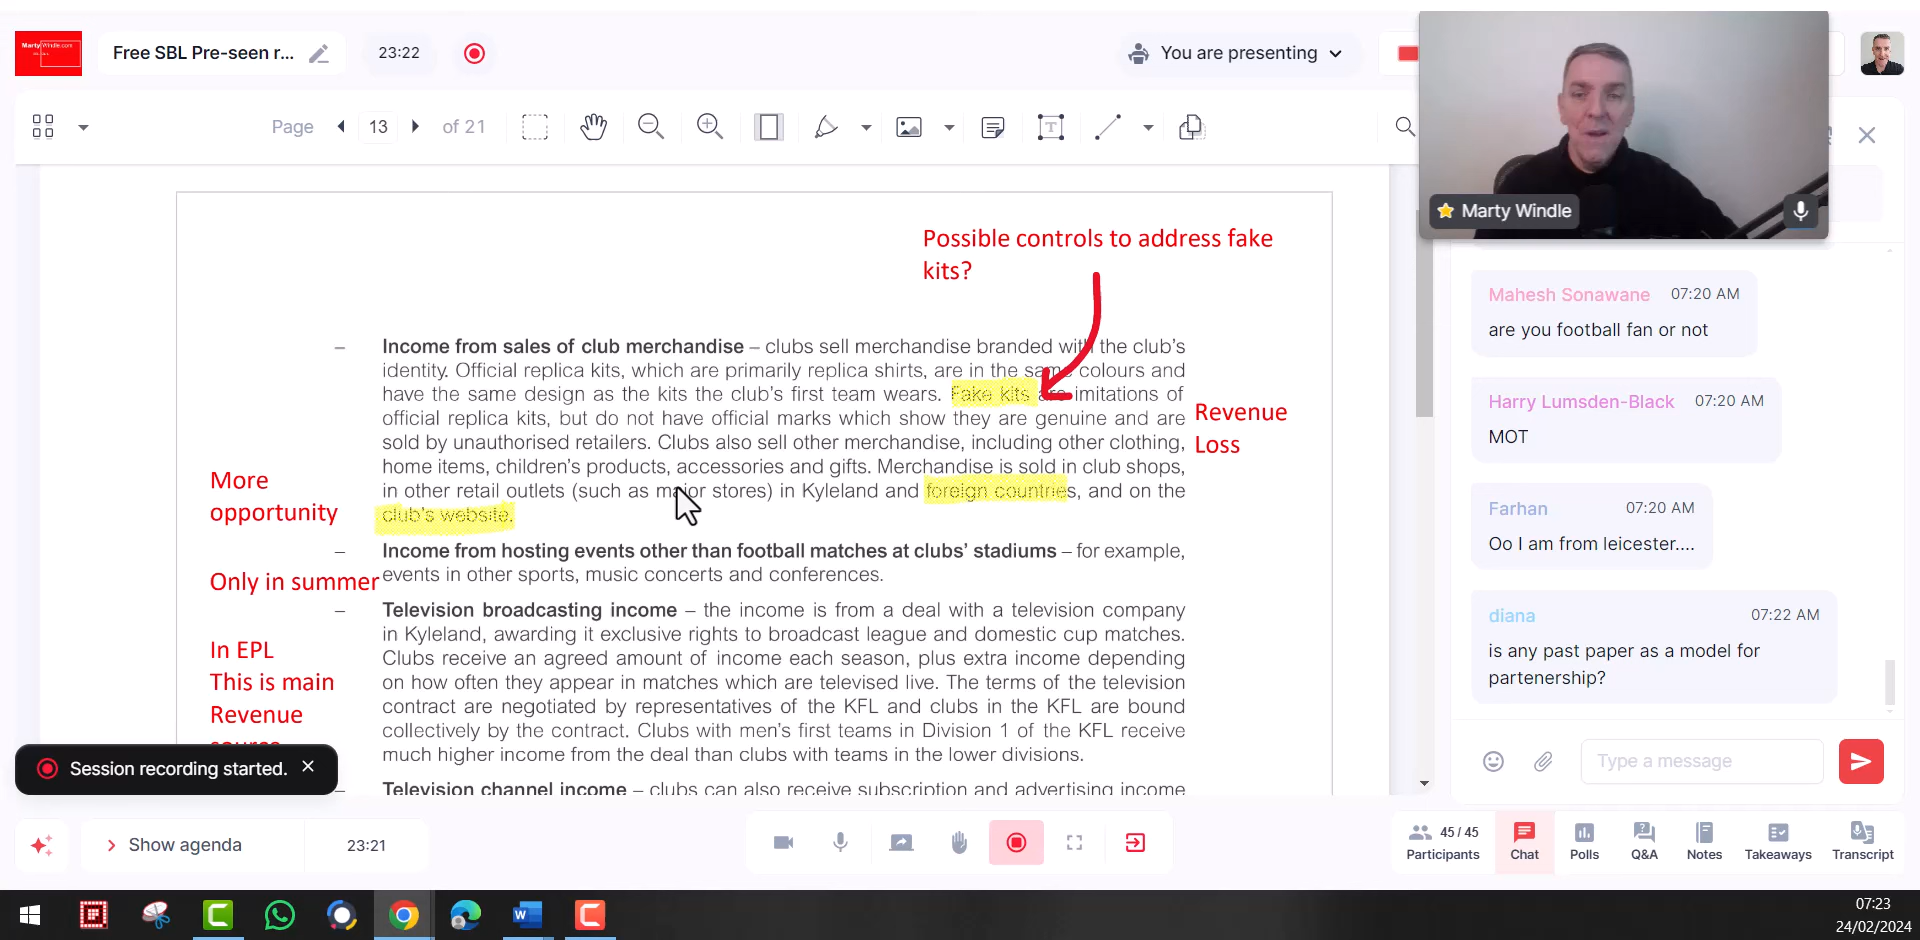 MartyWindle.com
Free SBL Pre-seen r...
23:22
You are presenting
Page
13
of 21
Marty Windle
Possible controls to address fake
kits?
– Income from sales of club merchandise – clubs sell merchandise branded with the club's
identity. Official replica kits, which are primarily replica shirts, are in the same colours and
have the same design as the kits the club's first team wears. Fake kits are imitations of
official replica kits, but do not have official marks which show they are genuine and are
sold by unauthorised retailers. Clubs also sell other merchandise, including other clothing,
home items, children's products, accessories and gifts. Merchandise is sold in club shops,
in other retail outlets (such as major stores) in Kyleland and foreign countries, and on the
club's website.
Revenue
Loss
More
opportunity
– Income from hosting events other than football matches at clubs' stadiums – for example,
events in other sports, music concerts and conferences.
Only in summer
– Television broadcasting income – the income is from a deal with a television company
in Kyleland, awarding it exclusive rights to broadcast league and domestic cup matches.
Clubs receive an agreed amount of income each season, plus extra income depending
on how often they appear in matches which are televised live. The terms of the television
contract are negotiated by representatives of the KFL and clubs in the KFL are bound
collectively by the contract. Clubs with men's first teams in Division 1 of the KFL receive
much higher income from the deal than clubs with teams in the lower divisions.
In EPL
This is main
Revenue
– Television channel income – clubs can also receive subscription and advertising income
Session recording started.
Mahesh Sonawane 07:20 AM
are you football fan or not
Harry Lumsden-Black 07:20 AM
MOT
Farhan 07:20 AM
Oo I am from leicester....
diana 07:22 AM
is any past paper as a model for
partenership?
Type a message
Show agenda
23:21
45 / 45
Participants
Chat
Polls
Q&A
Notes
Takeaways
Transcript
07:23
24/02/2024